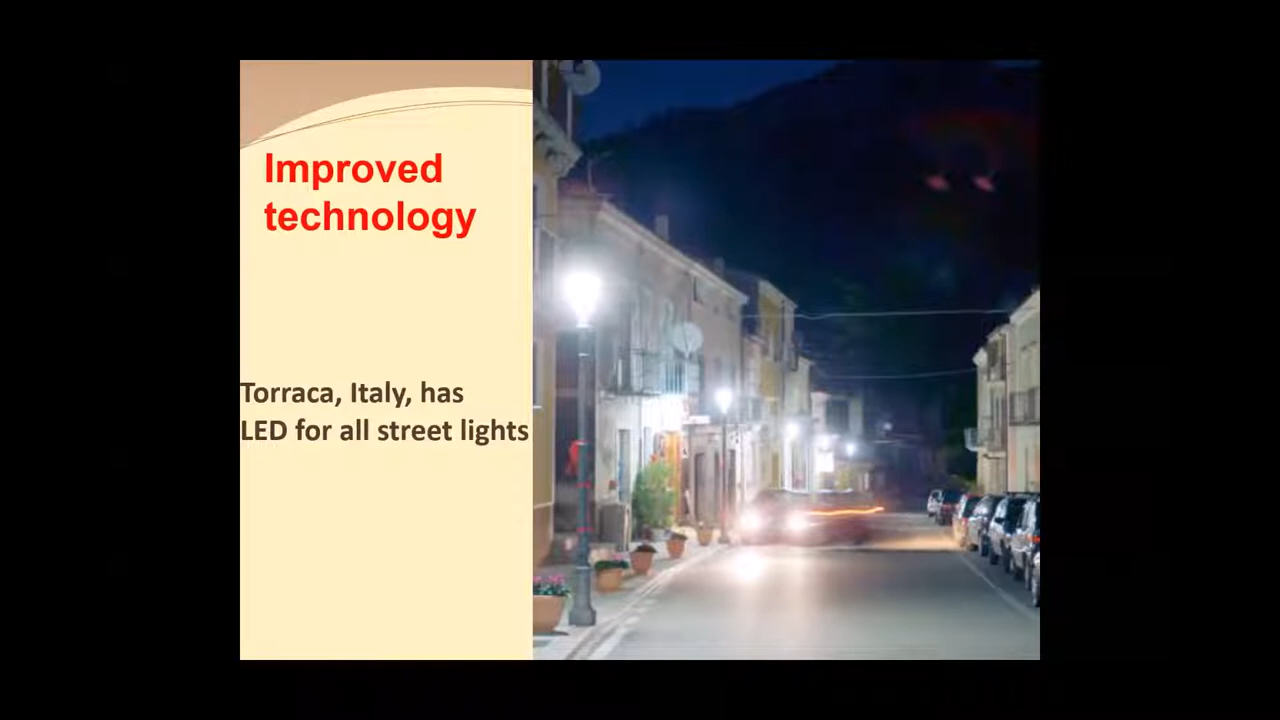 Improved
technology
Torraca, Italy, has
LED for all street lights